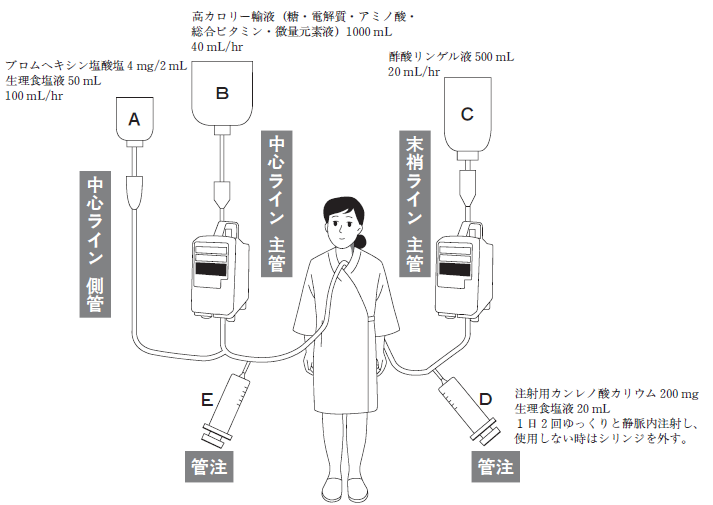 高カロリー輸液（糖・電解質・アミノ酸・
総合ビタミン・微量元素液）1000 mL
40 mL/hr
ブロムヘキシン塩酸塩 4 mg/2 mL
生理食塩液 50 mL
100 mL/hr
酢酸リンゲル液 500 mL
20 mL/hr
A
B
C
中心ライン 側管
中心ライン 主管
末梢ライン 主管
E
D
注射用カンレノ酸カリウム 200 mg
生理食塩液 20 mL
１日２回ゆっくりと静脈内注射し、
使用しない時はシリンジを外す。
管注
管注